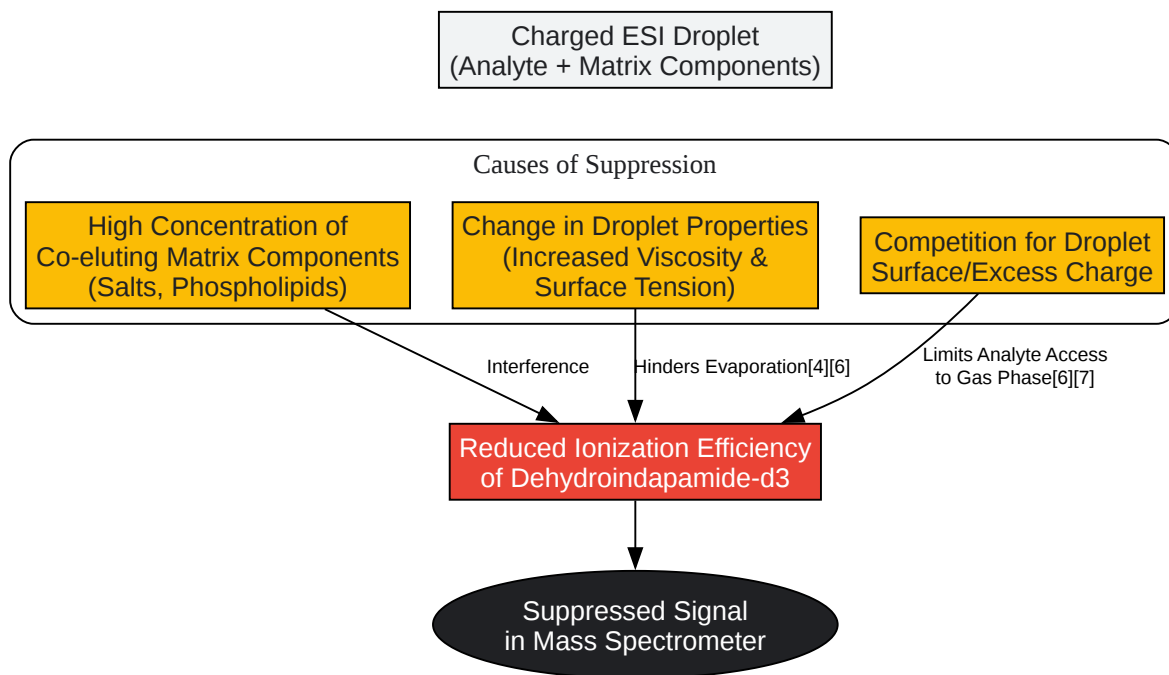 Charged ESI Droplet
(Analyte + Matrix Components)
Causes of Suppression
High Concentration of
Co-eluting Matrix Components
(Salts, Phospholipids)
Change in Droplet Properties
(Increased Viscosity &
Surface Tension)
Competition for Droplet
Surface/Excess Charge
Interference
Hinders Evaporation[4][6]
Limits Analyte Access
to Gas Phase[6][7]
Reduced Ionization Efficiency
of Dehydroindapamide-d3
Suppressed Signal
in Mass Spectrometer